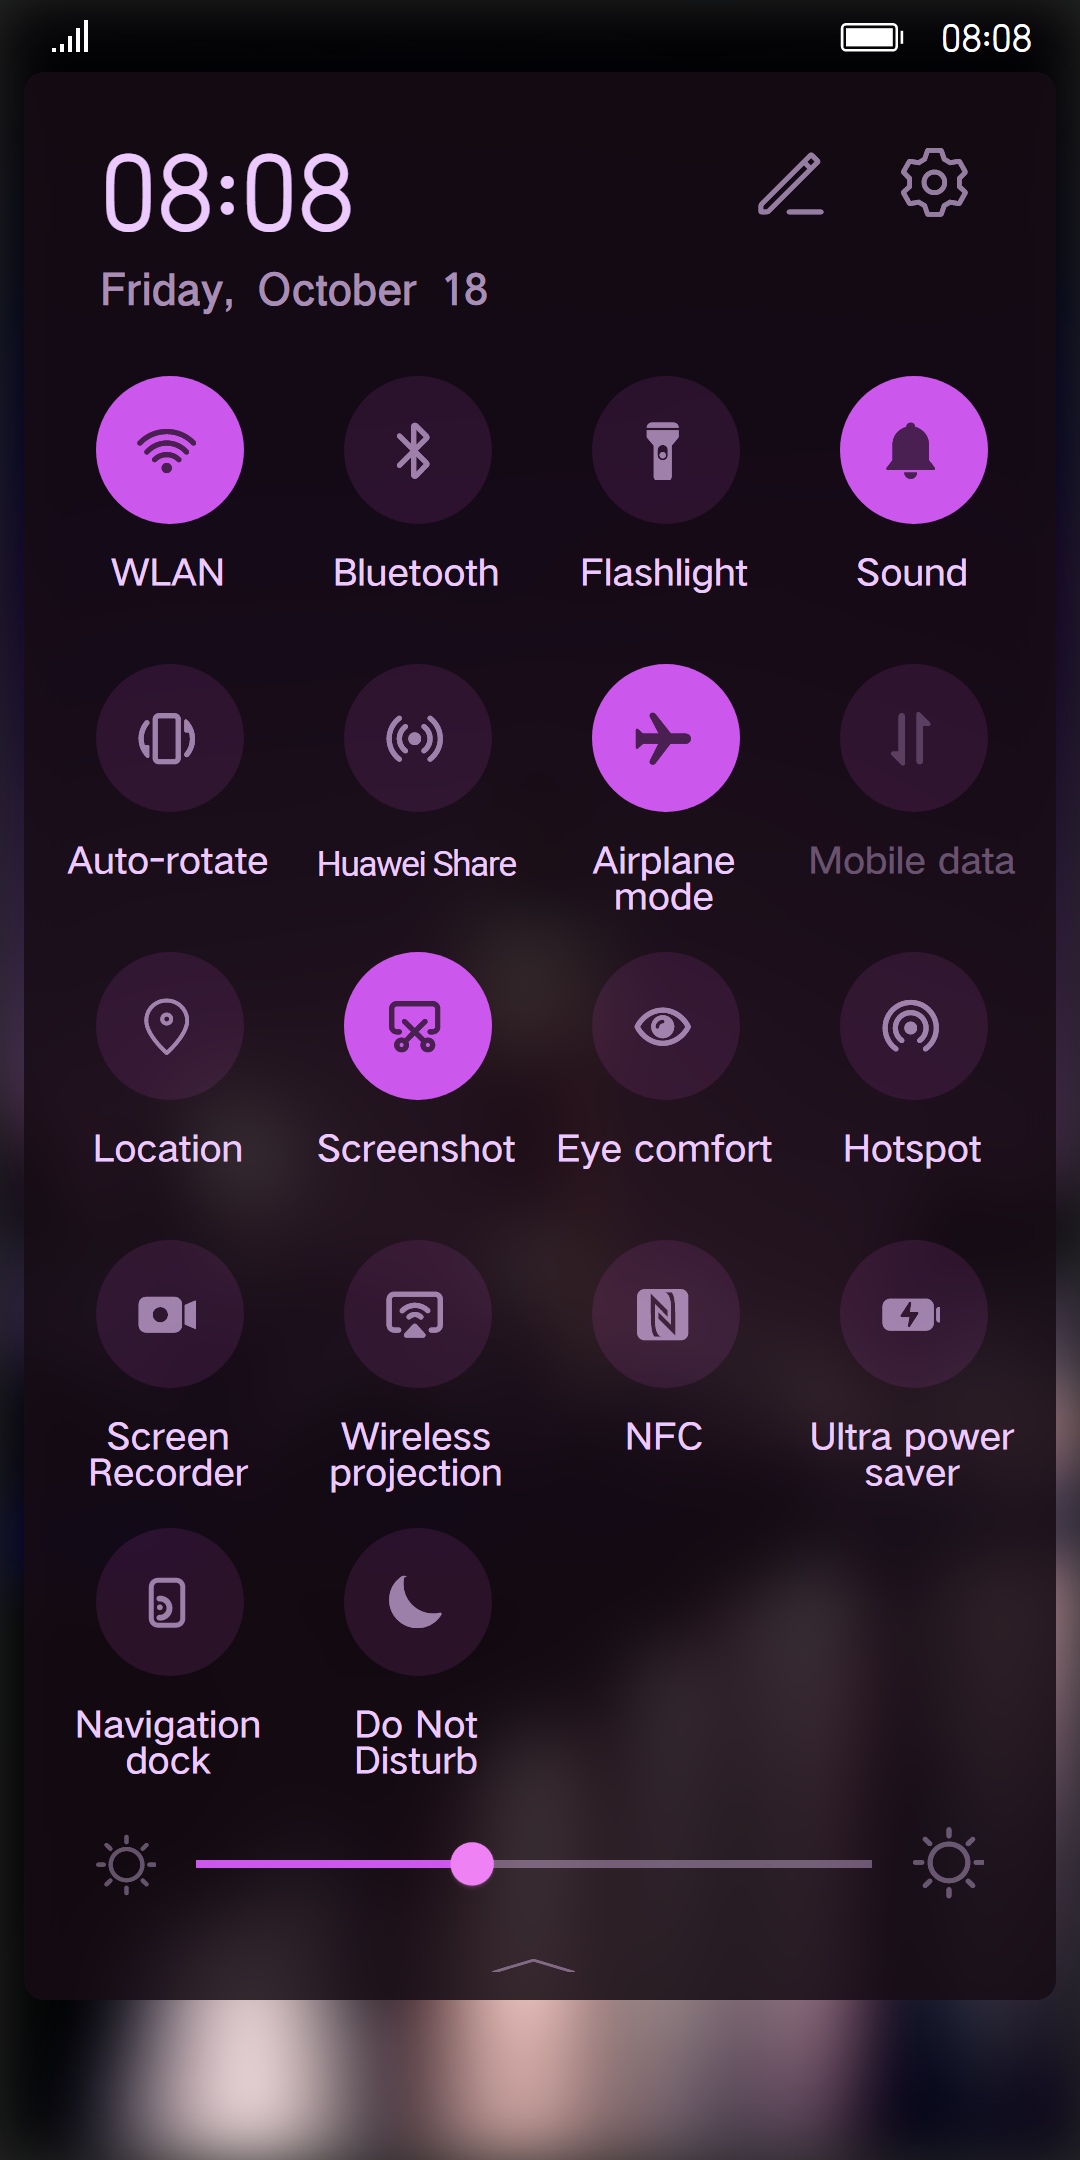 08:08
08:08
Friday, October 18
WLAN
Bluetooth
Flashlight
Sound
Auto-rotate
Huawei Share
Airplane
mode
Mobile data
Location
Screenshot
Eye comfort
Hotspot
Screen
Recorder
Wireless
projection
NFC
Ultra power
saver
Navigation
dock
Do Not
Disturb